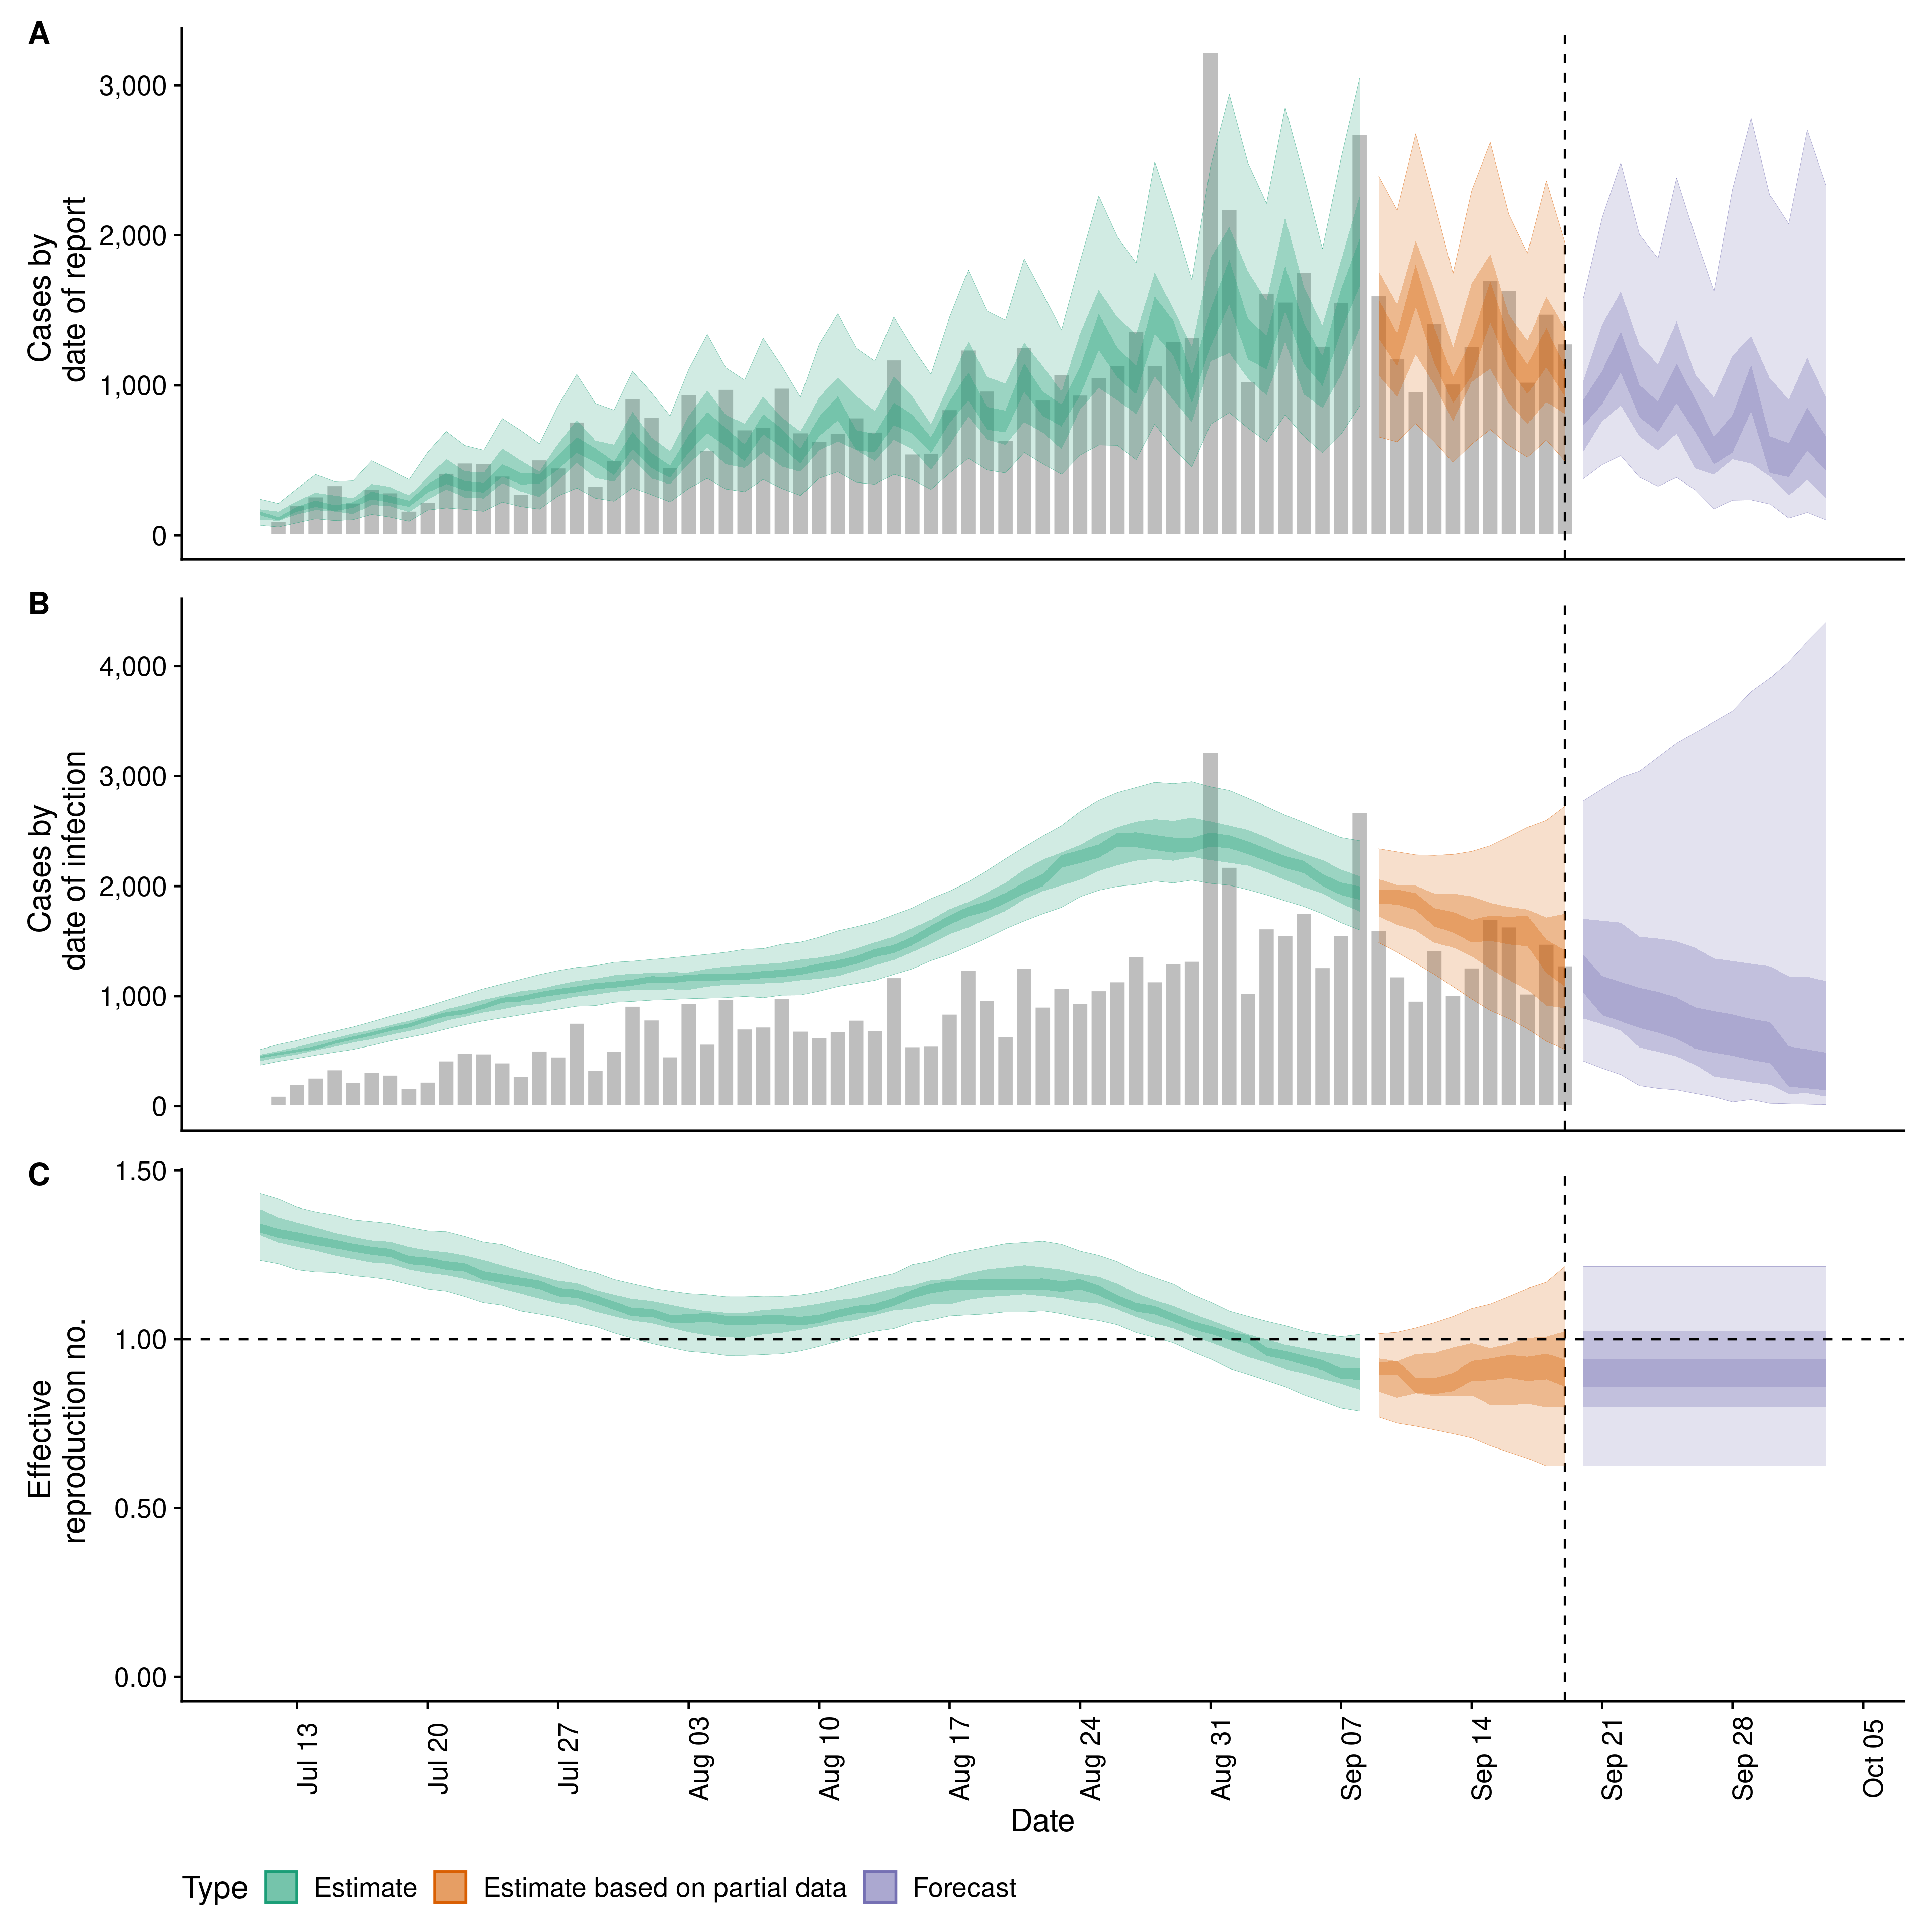 A
Cases by
date of report
3,000
2,000
1,000
0
B
Cases by
date of infection
4,000
3,000
2,000
1,000
0
C
Effective
reproduction no.
1.50
1.00
0.50
0.00
Jul 13
Jul 20
Jul 27
Aug 03
Aug 10
Aug 17
Aug 24
Aug 31
Sep 07
Sep 14
Sep 21
Sep 28
Oct 05
Date
Type Estimate Estimate based on partial data Forecast